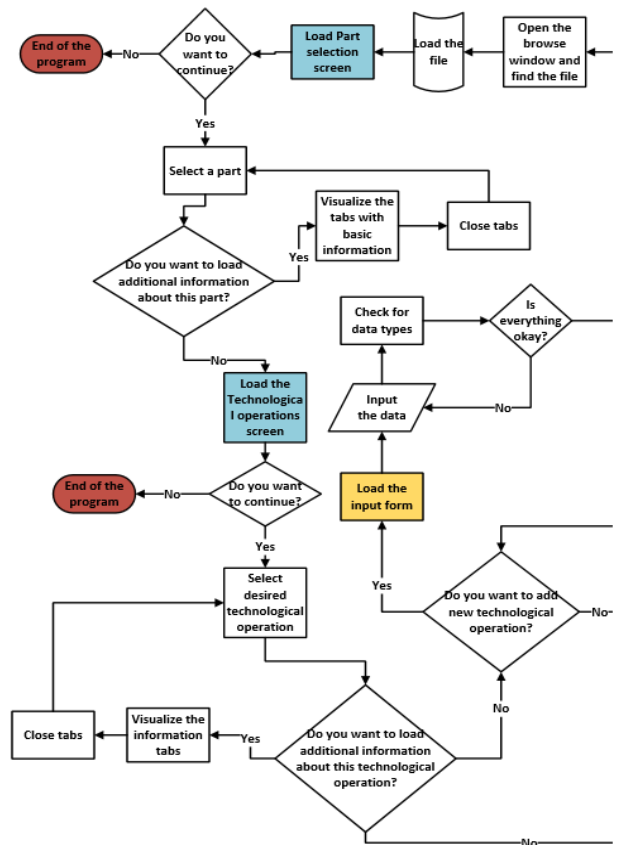 End of the
program
No
Do you
want to
continue?
Load Part
selection
screen
Load the
file
Open the
browse
window and
find the file
Yes
Select a part
Visualize the
tabs with
basic
information
Close tabs
Yes
Do you want to load
additional information
about this part?
Check for
data types
Is
everything
okay?
No
Load the
Technologica
l operations
screen
Input
the data
No
End of the
program
No
Do you want
to continue?
Load the
input form
Yes
Select
desired
technological
operation
Yes
Do you want to add
new technological
operation?
No
Close tabs
Visualize the
information
tabs
Yes
Do you want to load
additional information
about this technological
operation?
No
No